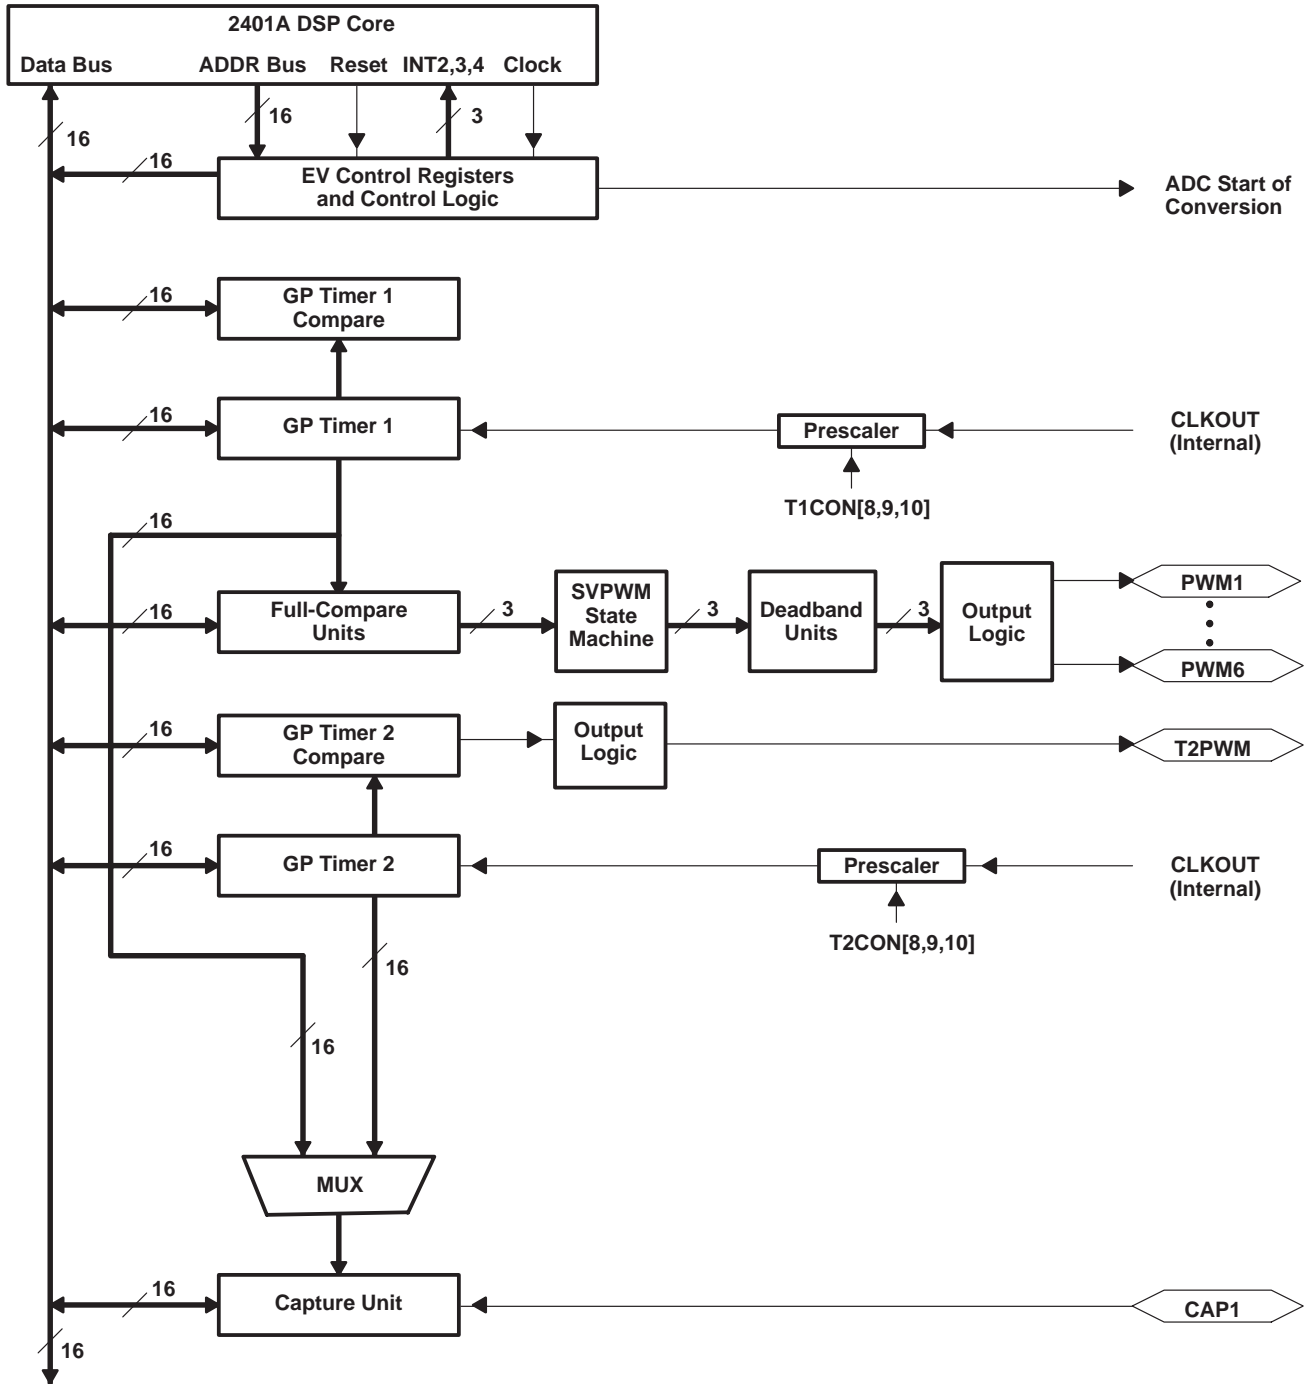 2401A DSP Core
Data Bus
ADDR Bus
Reset
INT2,3,4
Clock
16
16
3
16
EV Control Registers
and Control Logic
ADC Start of
Conversion
16
GP Timer 1
Compare
16
GP Timer 1
Prescaler
CLKOUT
(Internal)
T1CON[8,9,10]
16
16
Full-Compare
Units
3
SVPWM
State
Machine
3
Deadband
Units
3
Output
Logic
PWM1
PWM6
16
GP Timer 2
Compare
Output
Logic
T2PWM
16
GP Timer 2
Prescaler
CLKOUT
(Internal)
T2CON[8,9,10]
16
16
MUX
16
Capture Unit
CAP1
16